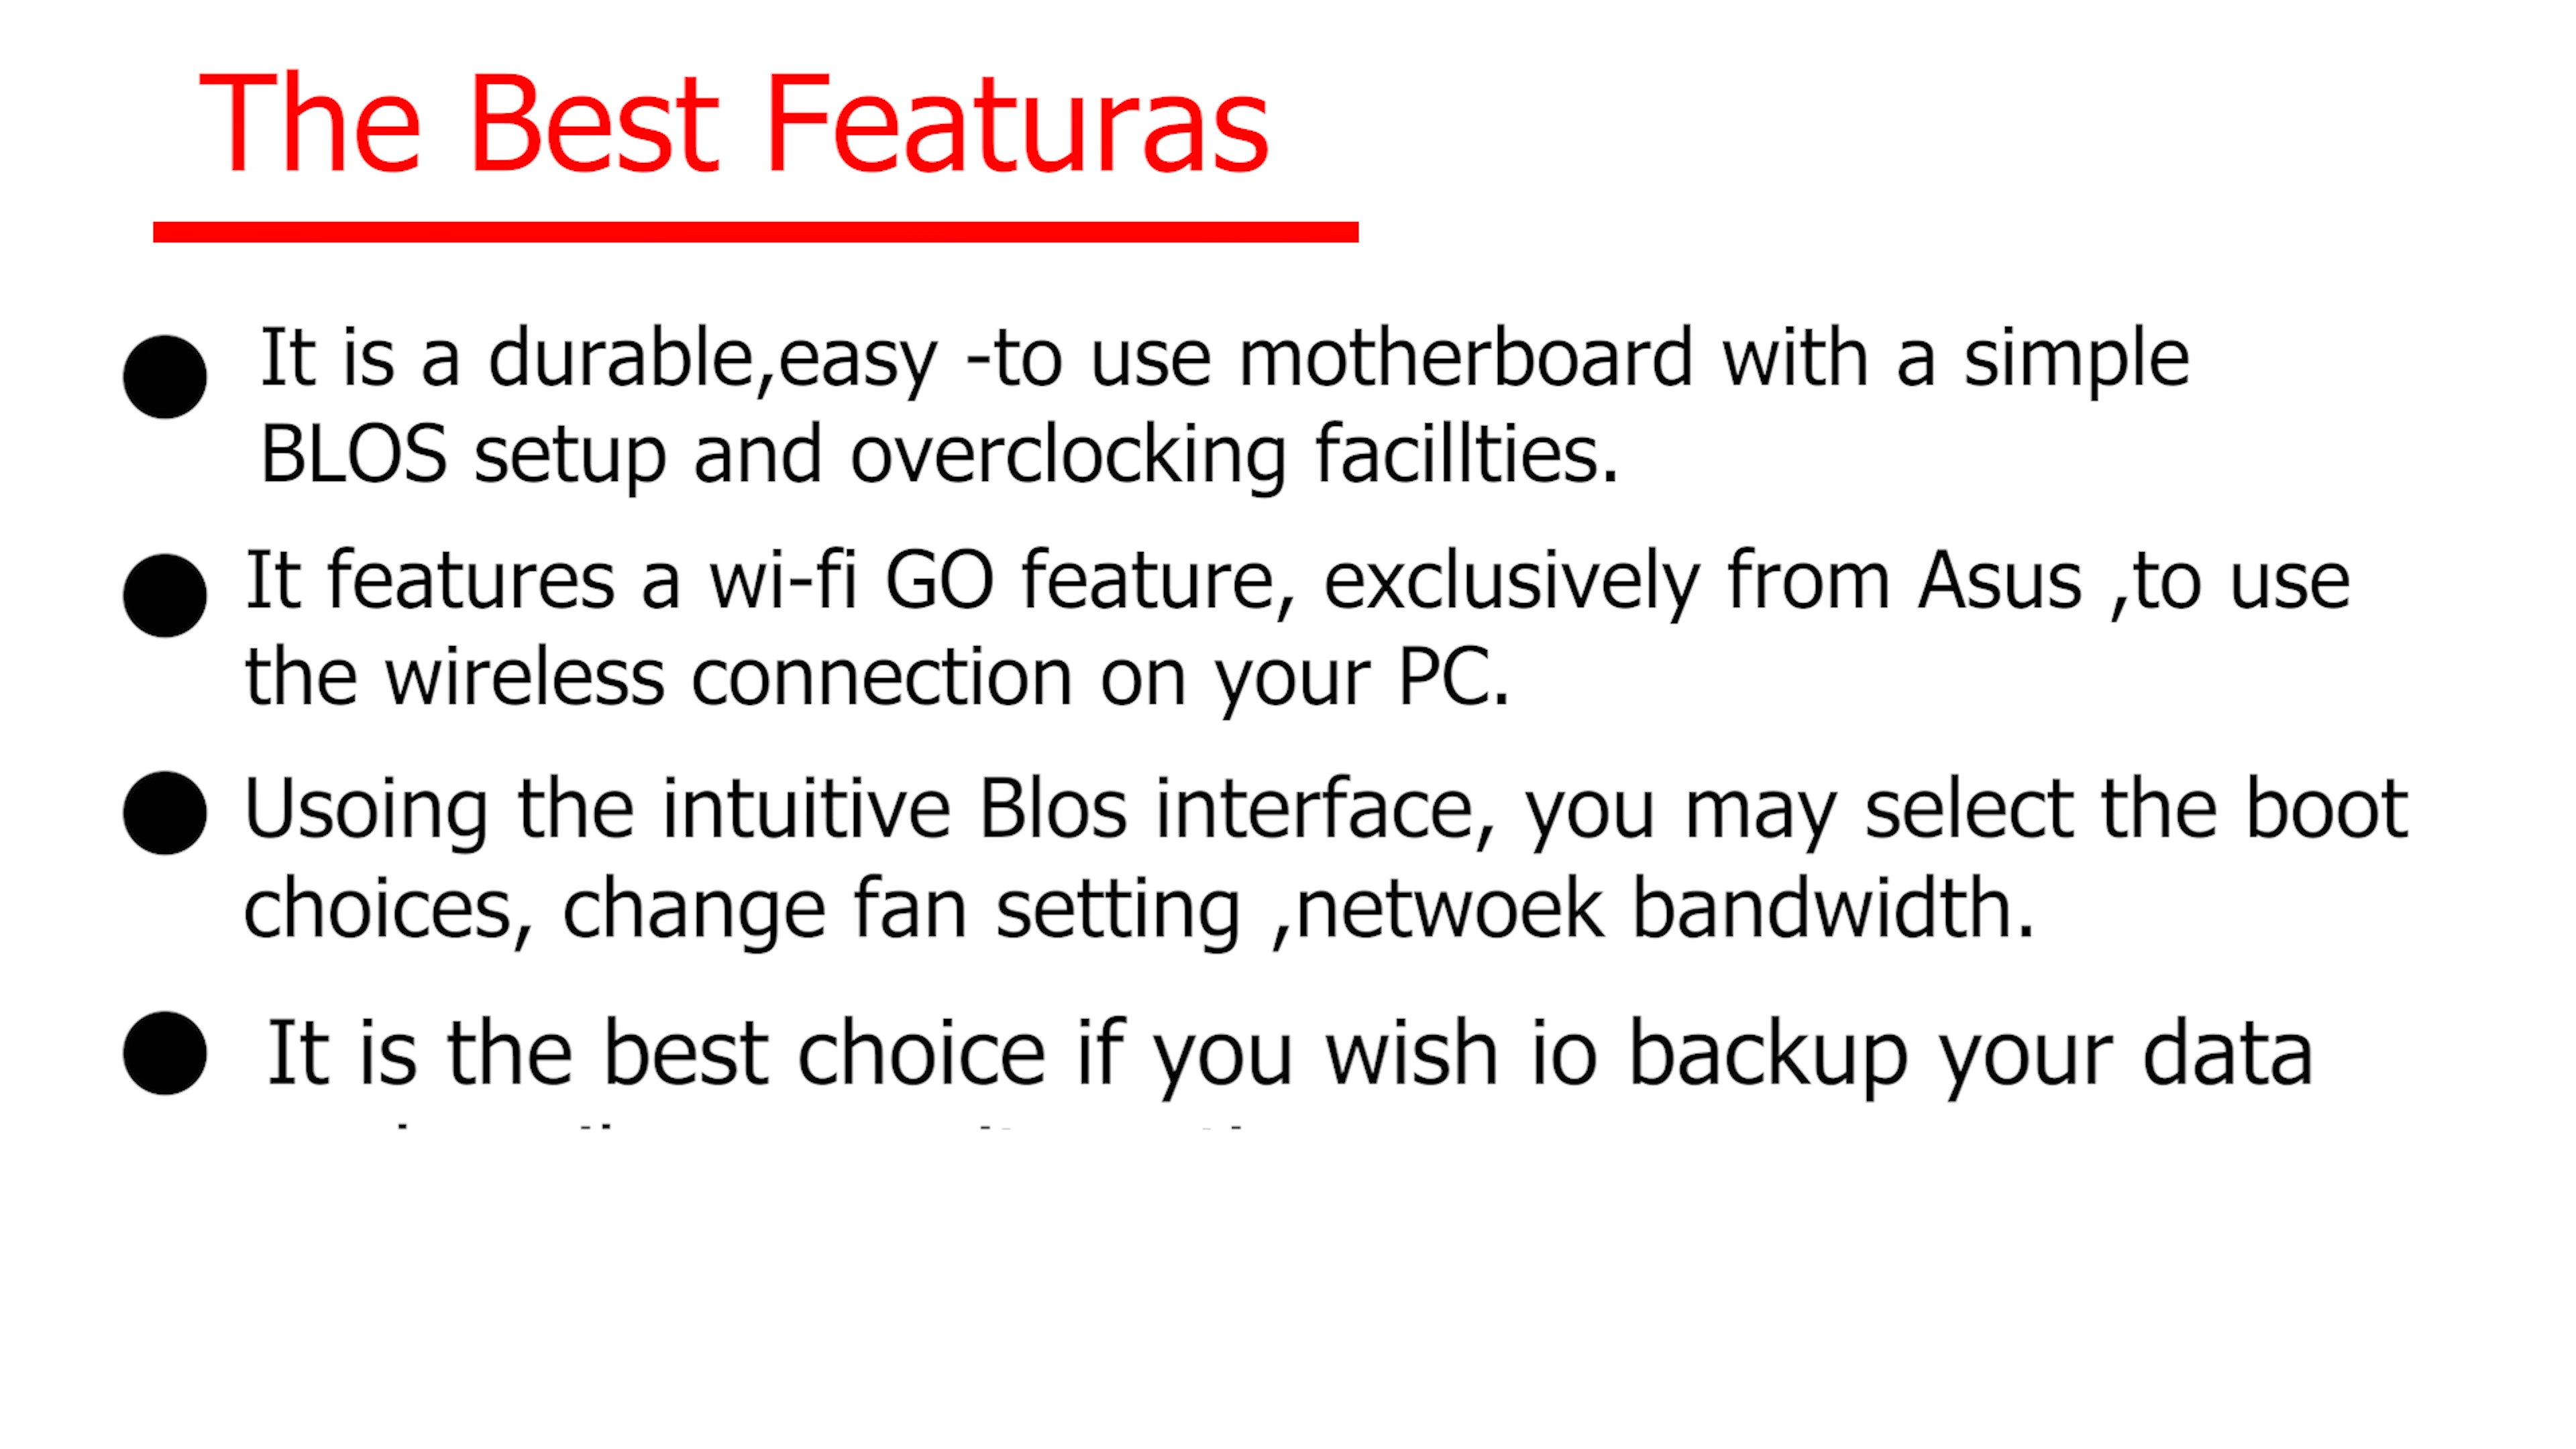 The Best Featuras
It is a durable,easy -to use motherboard with a simple
BLOS setup and overclocking facillties.
It features a wi-fi GO feature, exclusively from Asus ,to use
the wireless connection on your PC.
Usoing the intuitive Blos interface, you may select the boot
choices, change fan setting ,netwoek bandwidth.
It is the best choice if you wish io backup your data